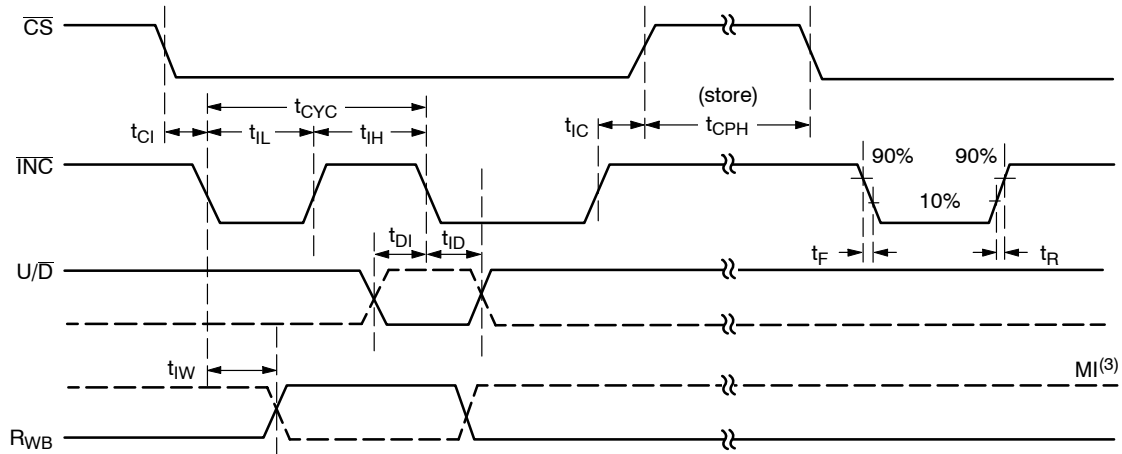 CS
(store)
tCYC
tCI tIL tIH tIC tCPH
INC
90% 90%
10%
tDI tID
tF tR
U/D
tIW
MI(3)
RWB